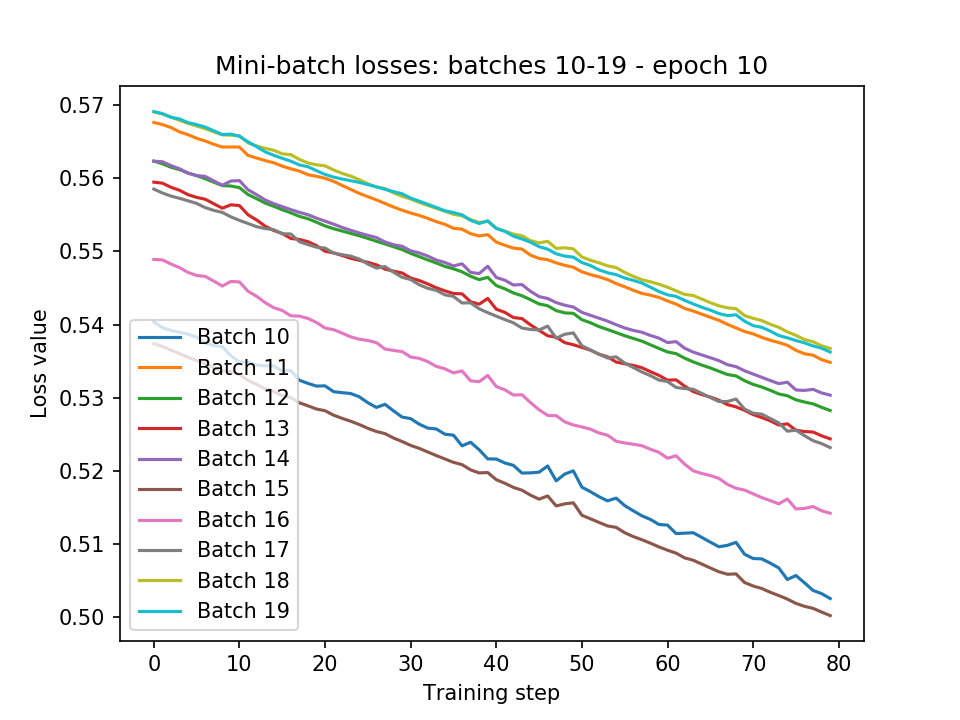 Mini-batch losses: batches 10-19 - epoch 10
0.57
0.56
0.55
0.54
0.53
0.52
0.51
0.50
Loss value
Batch 10
Batch 11
Batch 12
Batch 13
Batch 14
Batch 15
Batch 16
Batch 17
Batch 18
Batch 19
0 10 20 30 40 50 60 70 80
Training step